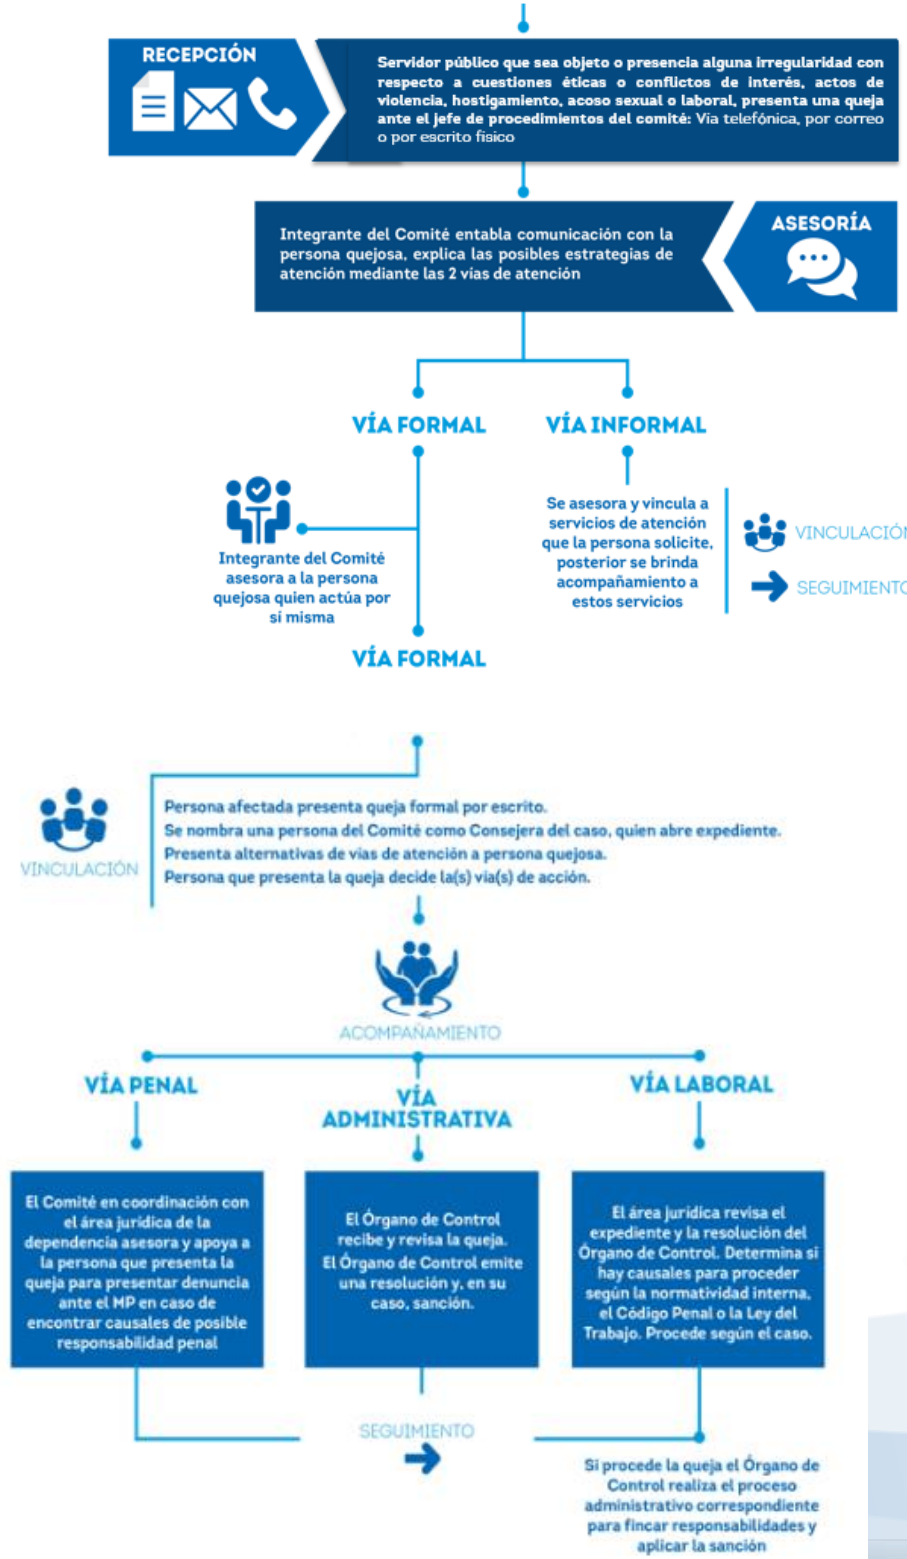 RECEPCIÓN
Servidor público que sea objeto o presencia alguna irregularidad con
respecto a cuestiones éticas o conflictos de interés, actos de
violencia, hostigamiento, acoso sexual o laboral, presenta una queja
ante el jefe de procedimientos del comité: Vía telefónica, por correo
o por escrito físico
Integrante del Comité entabla comunicación con la
persona quejosa, explica las posibles estrategias de
atención mediante las 2 vías de atención
ASESORÍA
VÍA FORMAL
VÍA INFORMAL
Integrante del Comité
asesora a la persona
quejosa quien actúa por
sí misma
Se asesora y vincula a
servicios de atención
que la persona solicite,
posterior se brinda
acompañamiento a
estos servicios
VINCULACIÓN
SEGUIMIENTO
VÍA FORMAL
VINCULACIÓN
Persona afectada presenta queja formal por escrito.
Se nombra una persona del Comité como Consejera del caso, quien abre expediente.
Presenta alternativas de vías de atención a persona quejosa.
Persona que presenta la queja decide la(s) vía(s) de acción.
ACOMPAÑAMIENTO
VÍA PENAL
VÍA
ADMINISTRATIVA
VÍA LABORAL
El Comité en coordinación con
el área jurídica de la
dependencia asesora y apoya a
la persona que presenta la
queja para presentar denuncia
ante el MP en caso de
encontrar causales de posible
responsabilidad penal
El Órgano de Control
recibe y revisa la queja.
El Órgano de Control emite
una resolución y, en su
caso, sanción.
El área jurídica revisa el
expediente y la resolución del
Órgano de Control. Determina si
hay causales para proceder
según la normatividad interna,
el Código Penal o la Ley del
Trabajo. Procede según el caso.
SEGUIMIENTO
Si procede la queja el Órgano de
Control realiza el proceso
administrativo correspondiente
para fincar responsabilidades y
aplicar la sanción